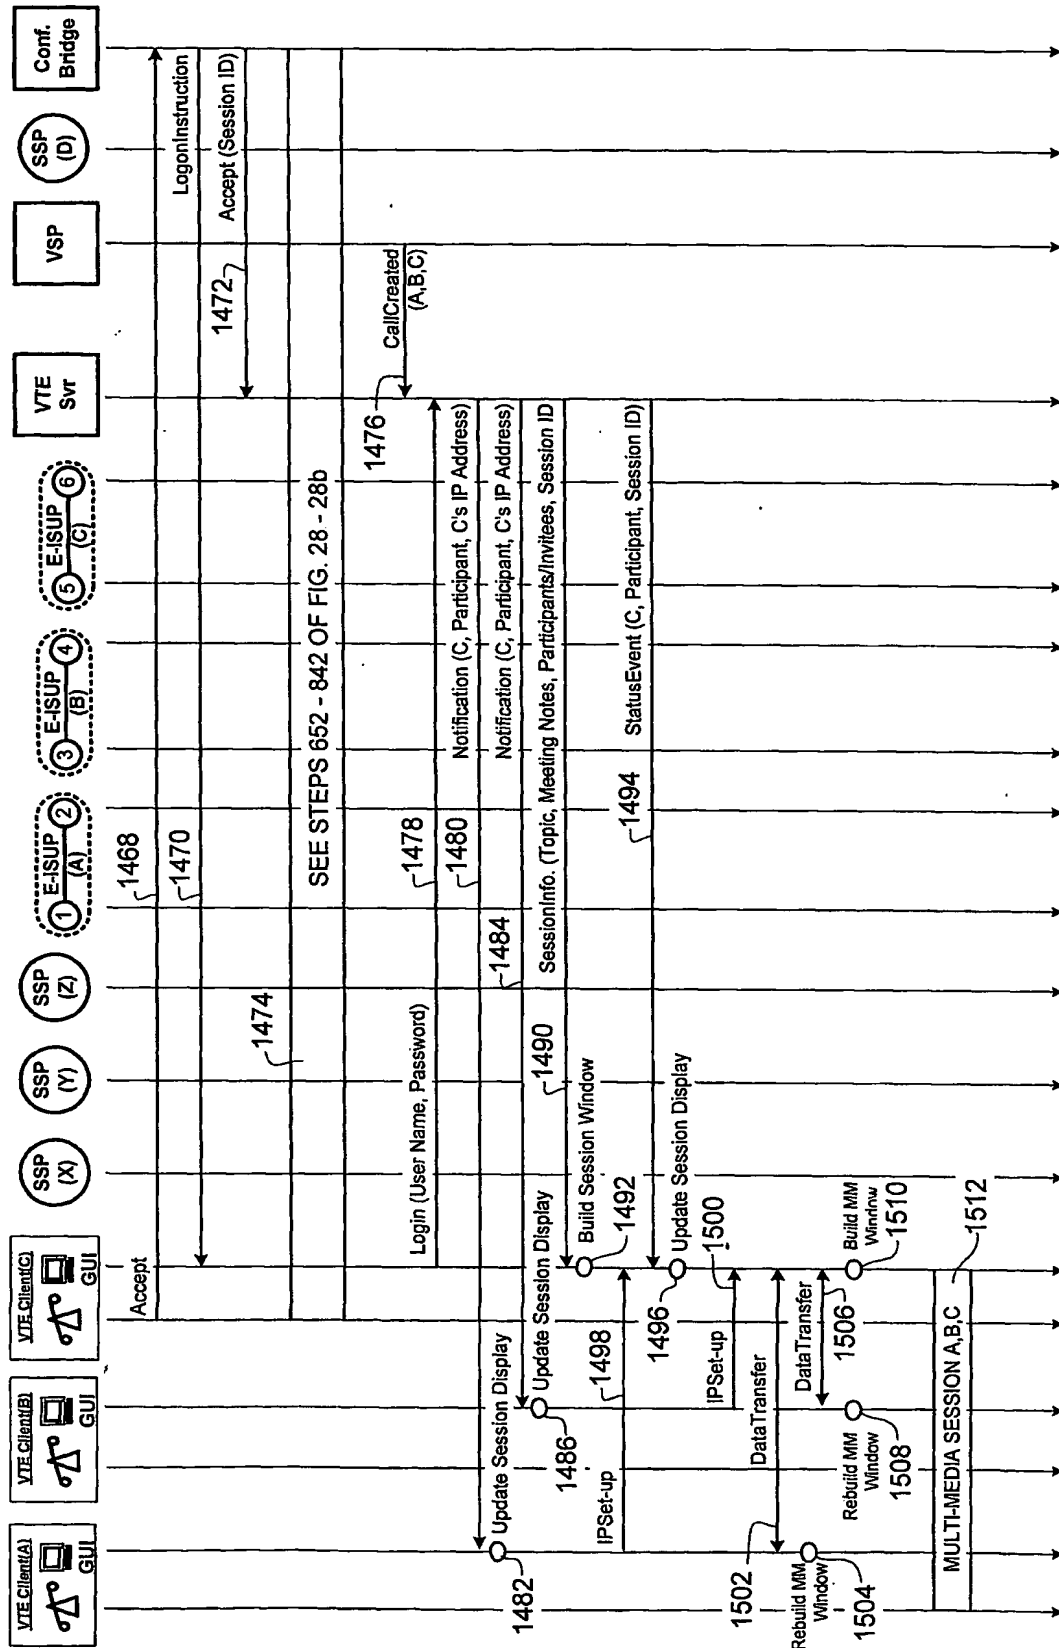 VTE Client(A)
GUI
VTE Client(B)
GUI
VTE Client(C)
GUI
SSP
(X)
SSP
(Y)
SSP
(Z)
1
E-ISUP
(A)
2
3
E-ISUP
(B)
4
5
E-ISUP
(C)
6
VTE
Svr
VSP
SSP
(D)
Conf.
Bridge
Accept
1468
LogonInstruction
1470
Accept (Session ID)
1472
1474
SEE STEPS 652 - 842 OF FIG. 28 - 28b
CallCreated
(A,B,C)
1476
Login (User Name, Password)
1478
Notification (C, Participant, C's IP Address)
1480
Update Session Display
1482
Notification (C, Participant, C's IP Address)
1484
Update Session Display
1486
SessionInfo. (Topic, Meeting Notes, Participants/Invitees, Session ID
1490
Build Session Window
1492
StatusEvent (C, Participant, Session ID)
1494
Update Session Display
1496
IPSet-up
1498
IPSet-up
1500
DataTransfer
1502
Rebuild MM
Window
1504
DataTransfer
1506
Rebuild MM
Window
1508
Build MM
Window
1510
MULTI-MEDIA SESSION A,B,C
1512